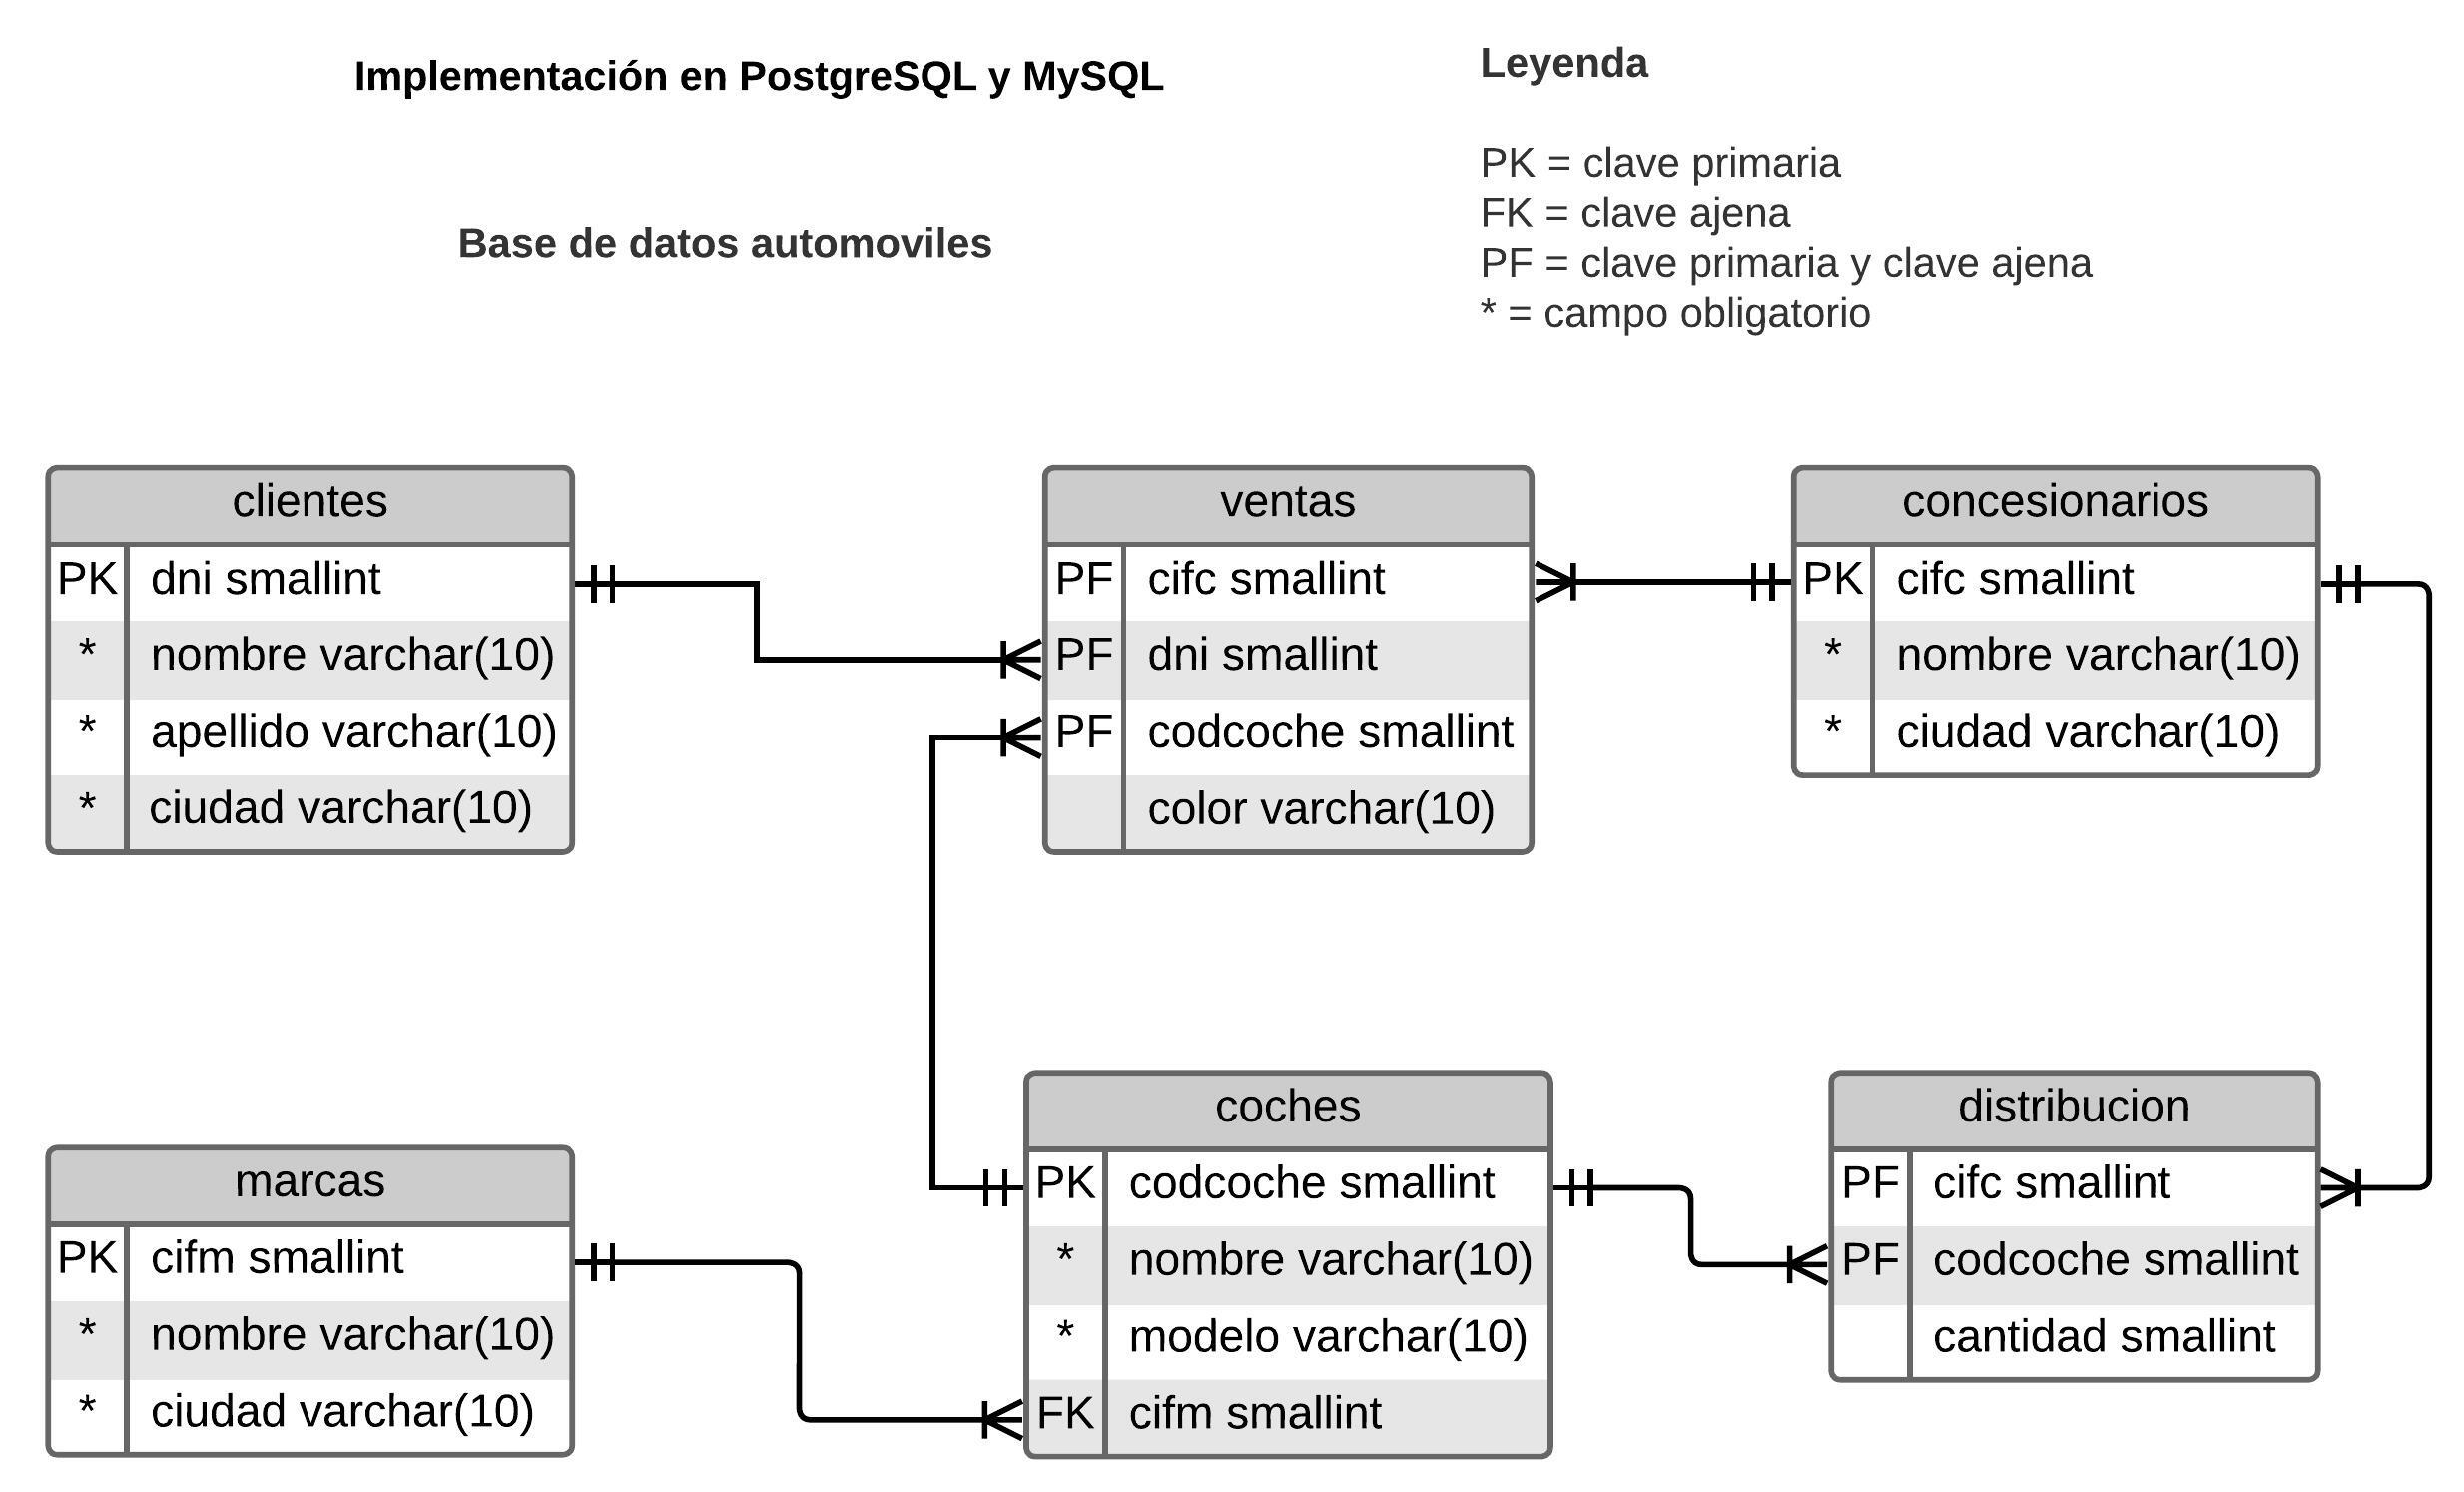 Implementación en PostgreSQL y MySQL
Base de datos automoviles
Leyenda
PK = clave primaria
FK = clave ajena
PF = clave primaria y clave ajena
* = campo obligatorio
clientes
PK dni smallint
* nombre varchar(10)
* apellido varchar(10)
* ciudad varchar(10)
ventas
PF cifc smallint
PF dni smallint
PF codcoche smallint
color varchar(10)
concesionarios
PK cifc smallint
* nombre varchar(10)
* ciudad varchar(10)
marcas
PK cifm smallint
* nombre varchar(10)
* ciudad varchar(10)
coches
PK codcoche smallint
* nombre varchar(10)
* modelo varchar(10)
FK cifm smallint
distribucion
PF cifc smallint
PF codcoche smallint
cantidad smallint